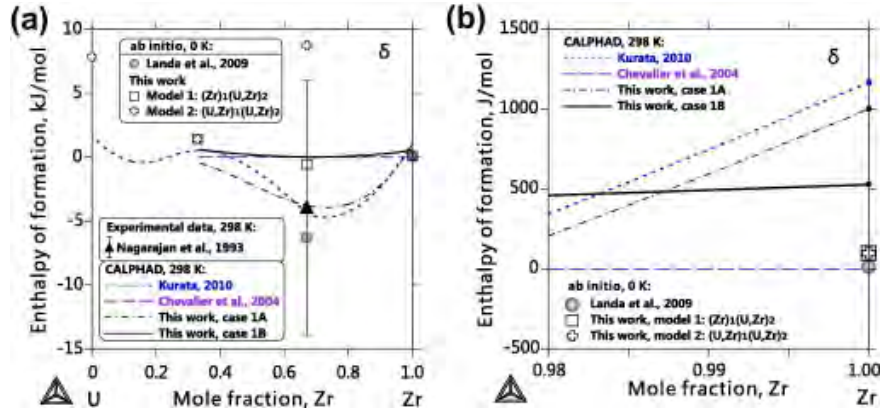 (a)
10
5
0
-5
-10
-15
Enthalpy of formation, kJ/mol
δ
ab initio, 0 K:
Landa et al., 2009
This work
Model 1: (Zr)1(U,Zr)2
Model 2: (U,Zr)1(U,Zr)2
Experimental data, 298 K:
Nagarajan et al., 1993
CALPHAD, 298 K:
Kurata, 2010
Chevalier et al., 2004
This work, case 1A
This work, case 1B
0 0.2 0.4 0.6 0.8 1.0
U Mole fraction, Zr Zr
(b)
1500
1000
500
0
-500
Enthalpy of formation, J/mol
CALPHAD, 298 K:
δ
Kurata, 2010
Chevalier et al., 2004
This work, case 1A
This work, case 1B
ab initio, 0 K:
Landa et al., 2009
This work, model 1: (Zr)1(U,Zr)2
This work, model 2: (U,Zr)1(U,Zr)2
0.98 0.99 1.00
Mole fraction, Zr Zr